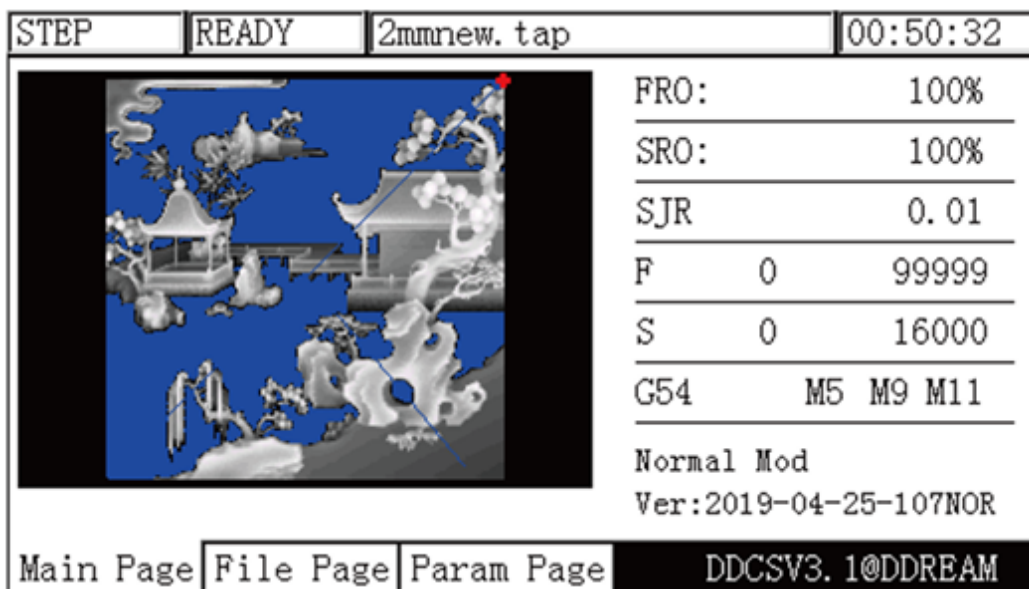 STEP READY 2mmnew.tap 00:50:32
FRO: 100%
SRO: 100%
SJR 0.01
F 0 99999
S 0 16000
G54 M5 M9 M11
Normal Mod
Ver:2019-04-25-107NOR
Main Page File Page Param Page DDCSV3.1@DDREAM